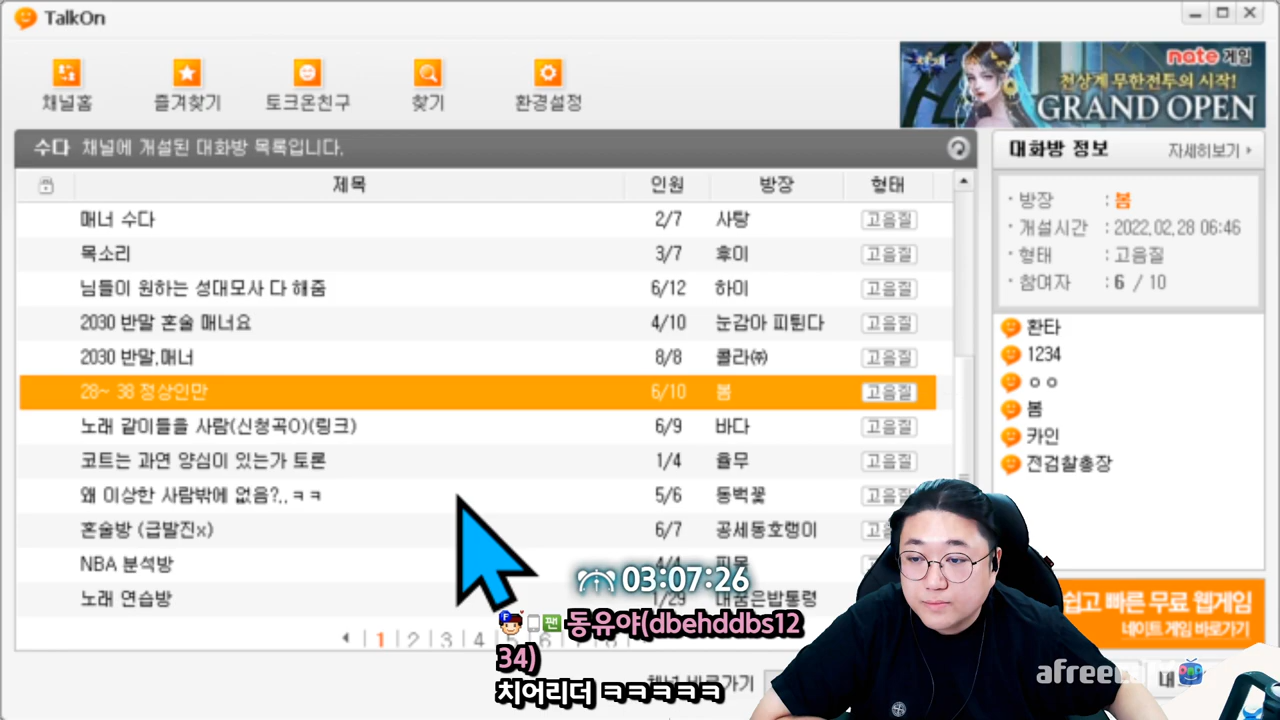 TalkOn
채널홈
즐겨찾기
토크온친구
찾기
환경설정
nate 게임
천상계 무한전투의 시작!
GRAND OPEN
수다 채널에 개설된 대화방 목록입니다.
제목 인원 방장 형태
매너 수다 2/7 사탕 고음질
목소리 3/7 후이 고음질
님들이 원하는 성대모사 다 해줌 6/12 하이 고음질
2030 반말 혼술 매너요 4/10 눈감아 피튄다 고음질
2030 반말,매너 8/8 콜라㈜ 고음질
28~ 38 정상인만 6/10 봄 고음질
노래 같이들을 사람(신청곡O)(링크) 6/9 바다 고음질
코트는 과연 양심이 있는가 토론 1/4 율무 고음질
왜 이상한 사람밖에 없음?,, ㅋㅋ 5/6 동벅꽃
혼술방 (급발진x) 6/7 공세동호랭이
NBA 분석방
노래 연습방 1/29
1 2 3 4
대화방 정보
자세히보기
· 방장 : 봄
· 개설시간 : 2022,02,28 06:46
· 형태 : 고음질
· 참여자 : 6 / 10
환타
1234
ㅇㅇ
봄
카인
전검찰총장
03:07:26
동유야(dbehddbs12
34)
치어리더 ㅋㅋㅋㅋㅋ
쉽고 빠른 무료 웹게임
네이트 게임 바로가기